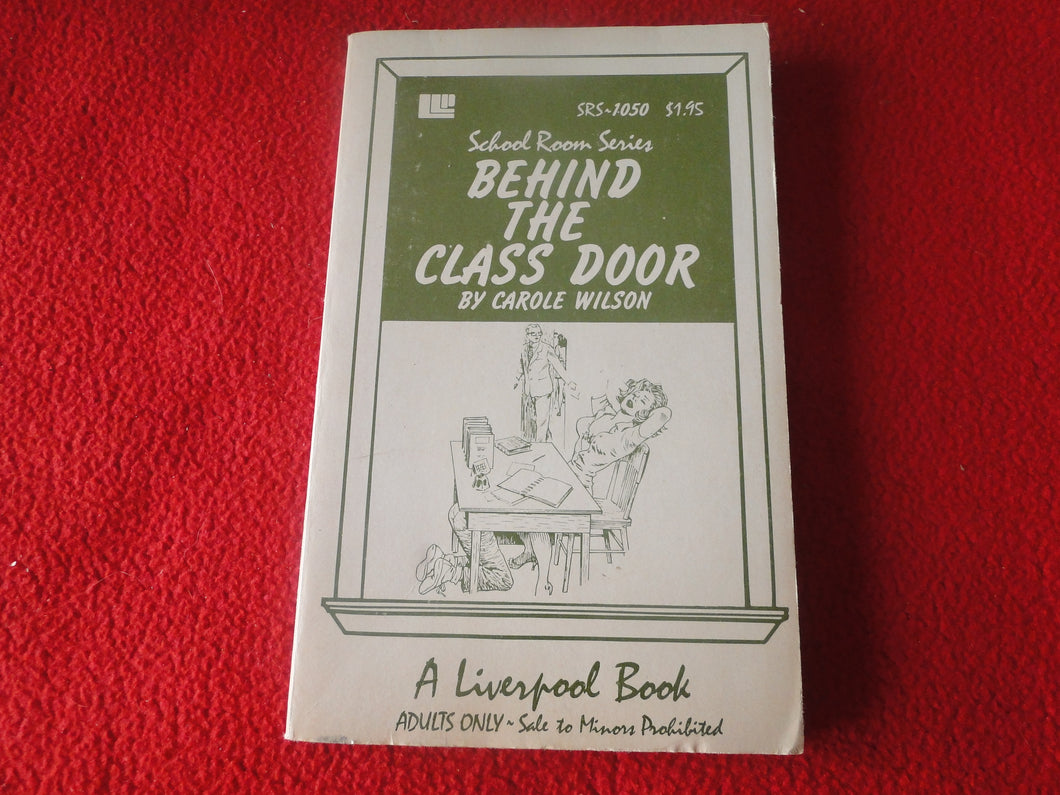 SRS~1050 $1.95
School Room Series
BEHIND
THE
CLASS DOOR
BY CAROLE WILSON
A Liverpool Book
ADULTS ONLY ~ Sale to Minors Prohibited